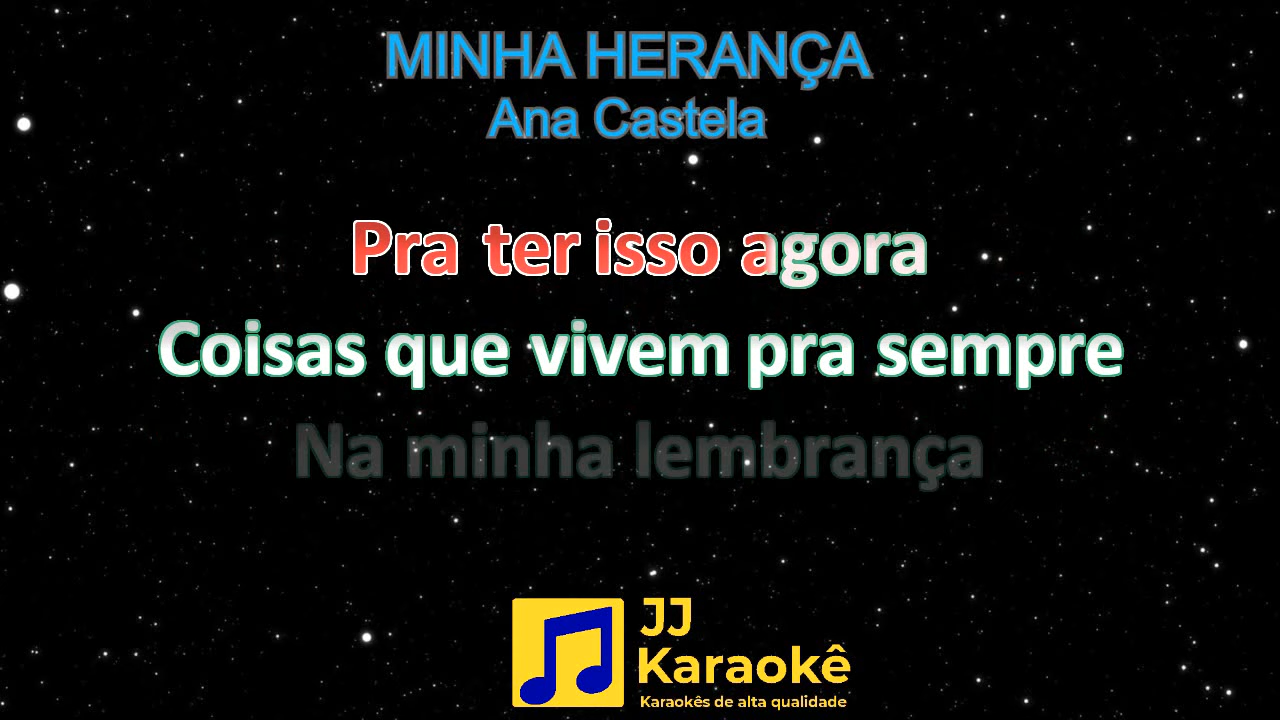 MINHA HERANÇA
Ana Castela
Pra ter isso agora
Coisas que vivem pra sempre
Na minha lembrança
JJ
Karaokê
Karaokês de alta qualidade